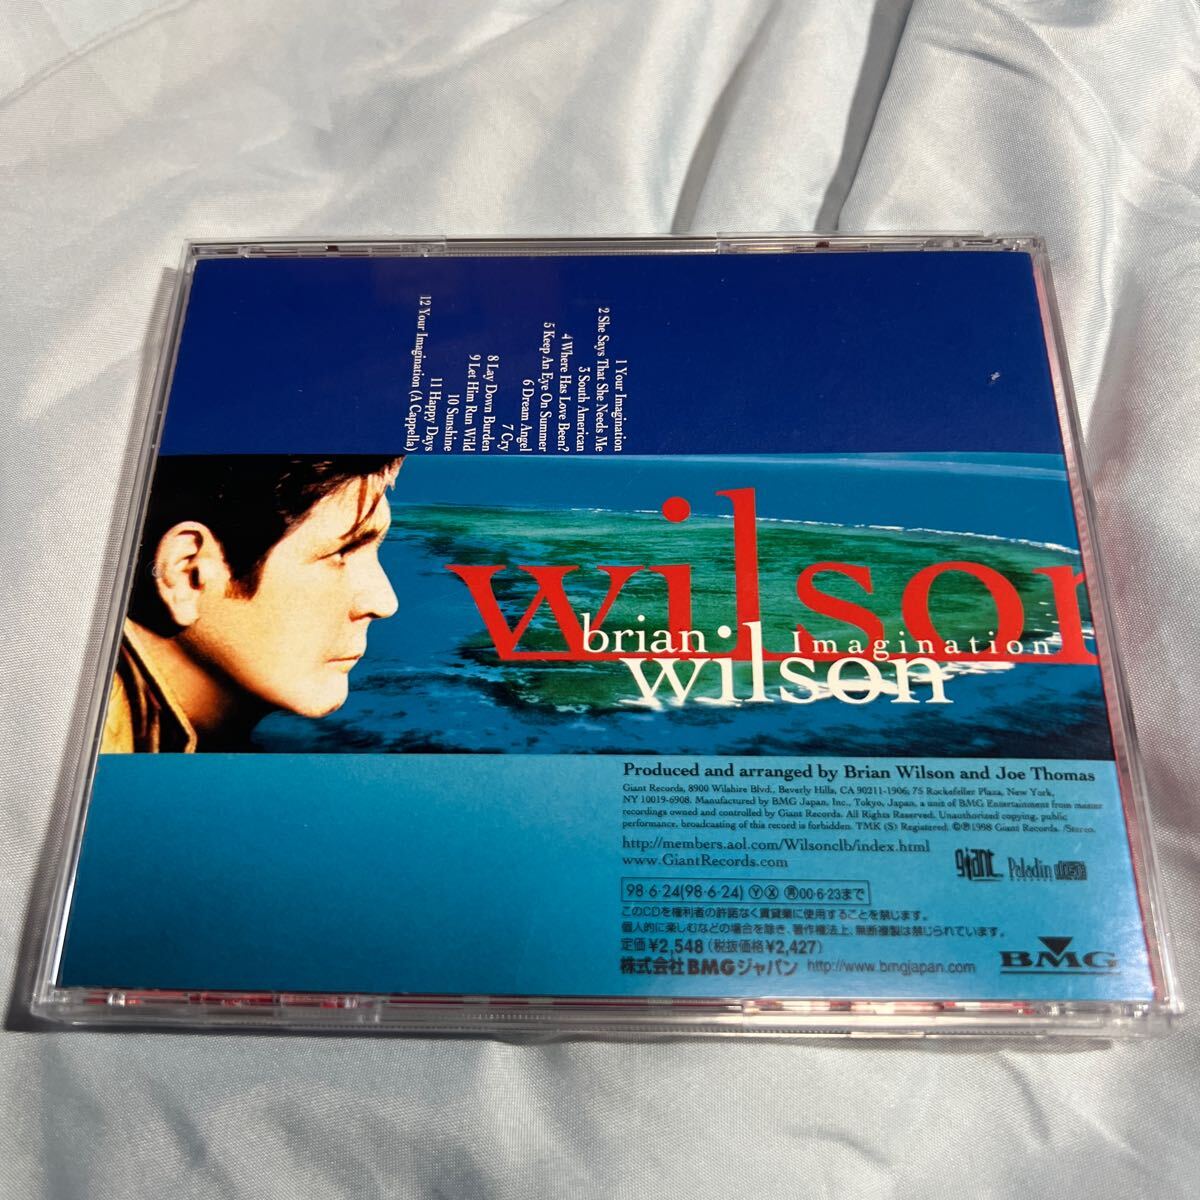 1 Your Imagination
2 She Says That She Needs Me
3 South American
4 Where Has Love Been?
5 Keep An Eye On Summer
6 Dream Angel
7 Cry
8 Lay Down Burden
9 Let Him Run Wild
10 Sunshine
11 Happy Days
12 Your Imagination (A Cappella)
wilson
brian
wilson
Imagination
Produced and arranged by Brian Wilson and Joe Thomas
Giant Records, 8900 Wilshire Blvd., Beverly Hills, CA 90211-1906; 75 Rockefeller Plaza, New York,
NY 10019-6908. Manufactured by BMG Japan, Inc., Tokyo, Japan, a unit of BMG Entertainment from master
recordings owned and controlled by Giant Records. All Rights Reserved. Unauthorized copying, public
performance, broadcasting of this record is forbidden. TMK (S) Registered. ©℗1998 Giant Records. /Stereo.
http://members.aol.com/Wilsonclb/index.html
www.GiantRecords.com
giant Paladin RECORDS disc
98·6·24(98·6·24) Ⓨ Ⓧ 再00·6·23まで
このCDを権利者の許諾なく賃貸業に使用することを禁じます。
個人的に楽しむなどの場合を除き、著作権法上、無断複製は禁じられています。
定価¥2,548(税抜価格¥2,427)
株式会社BMGジャパン http://www.bmgjapan.com
BMG